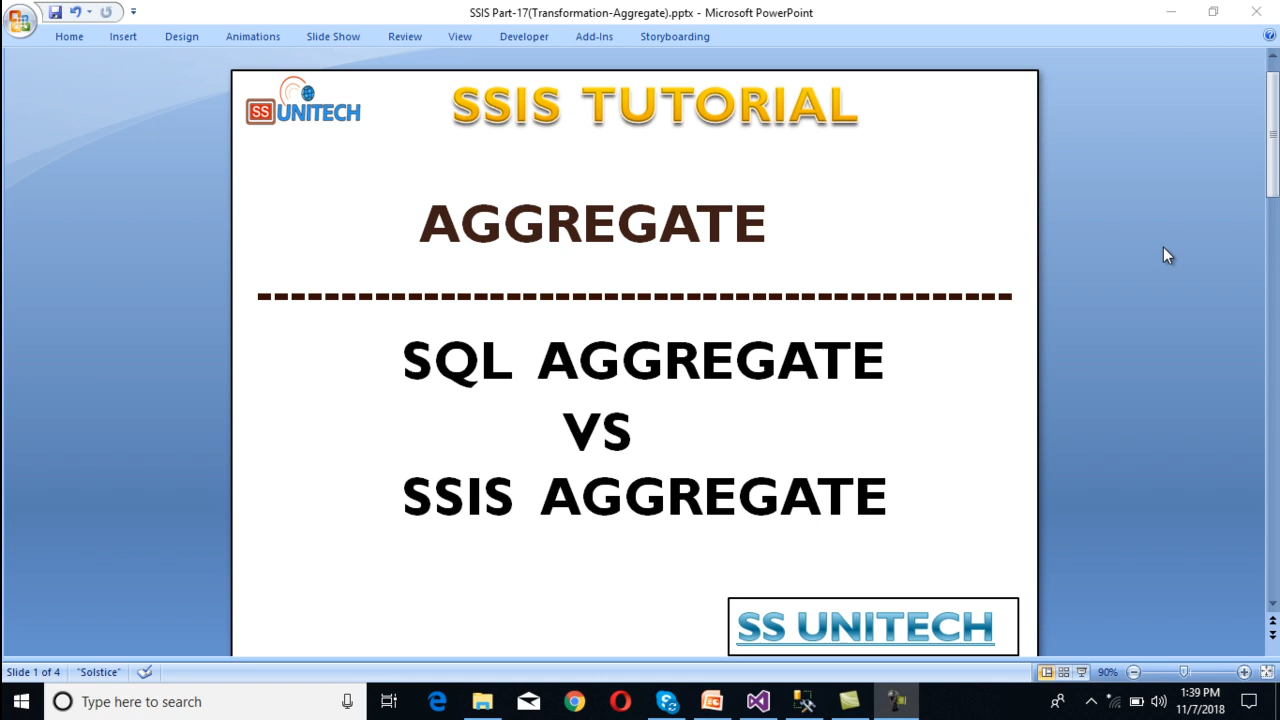 SSIS Part-17(Transformation-Aggregate).pptx - Microsoft PowerPoint
Home Insert Design Animations Slide Show Review View Developer Add-Ins Storyboarding
SS UNITECH
SSIS TUTORIAL
AGGREGATE
---------------------------------------------
SQL AGGREGATE
VS
SSIS AGGREGATE
SS UNITECH
Slide 1 of 4 "Solstice" 90%
Type here to search
1:39 PM
11/7/2018